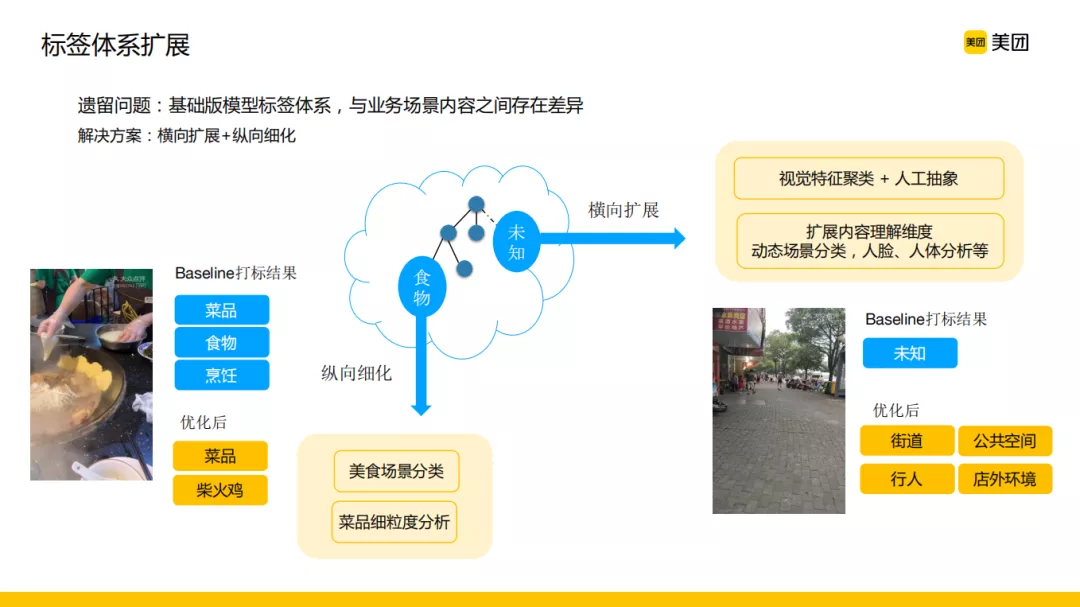 标签体系扩展
美团 美团
遗留问题：基础版模型标签体系，与业务场景内容之间存在差异
解决方案：横向扩展+纵向细化
视觉特征聚类 + 人工抽象
扩展内容理解维度
动态场景分类，人脸、人体分析等
横向扩展
未知
食物
纵向细化
大众点评
Baseline打标结果
菜品
食物
烹饪
优化后
菜品
柴火鸡
美食场景分类
菜品细粒度分析
Baseline打标结果
未知
优化后
街道
公共空间
行人
店外环境